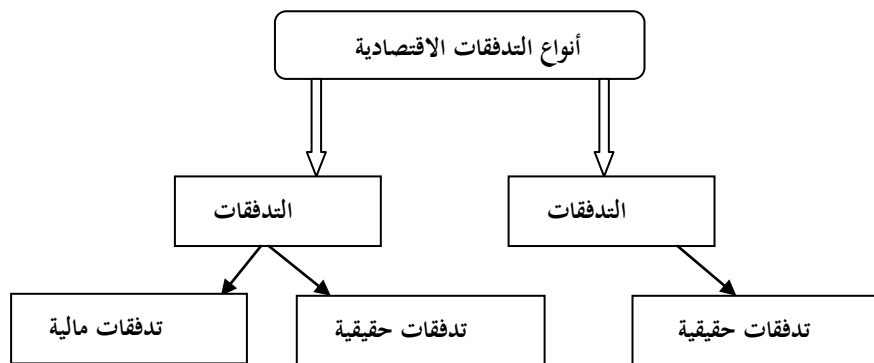 أنواع التدفقات الاقتصادية
التدفقات
التدفقات
تدفقات حقيقية
تدفقات حقيقية
تدفقات مالية